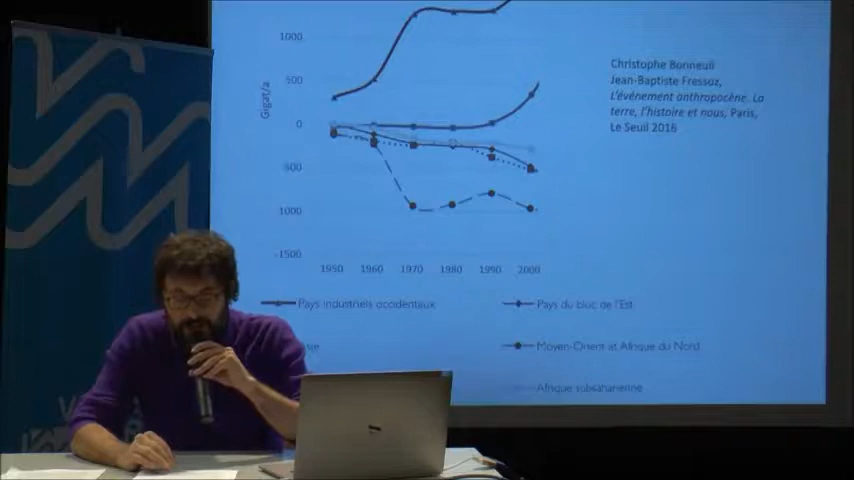 1000
500
0
500
1000
-1500
Gigat/a
1950 1960 1970 1980 1990 2000
Christophe Bonneuil
Jean-Baptiste Fressoz,
L'événement anthropocène. La
terre, l'histoire et nous, Paris,
Le Seuil 2016
Pays industriels occidentaux
Pays du bloc de l'Est
Moyen-Orient et Afrique du Nord
Afrique subsaharienne